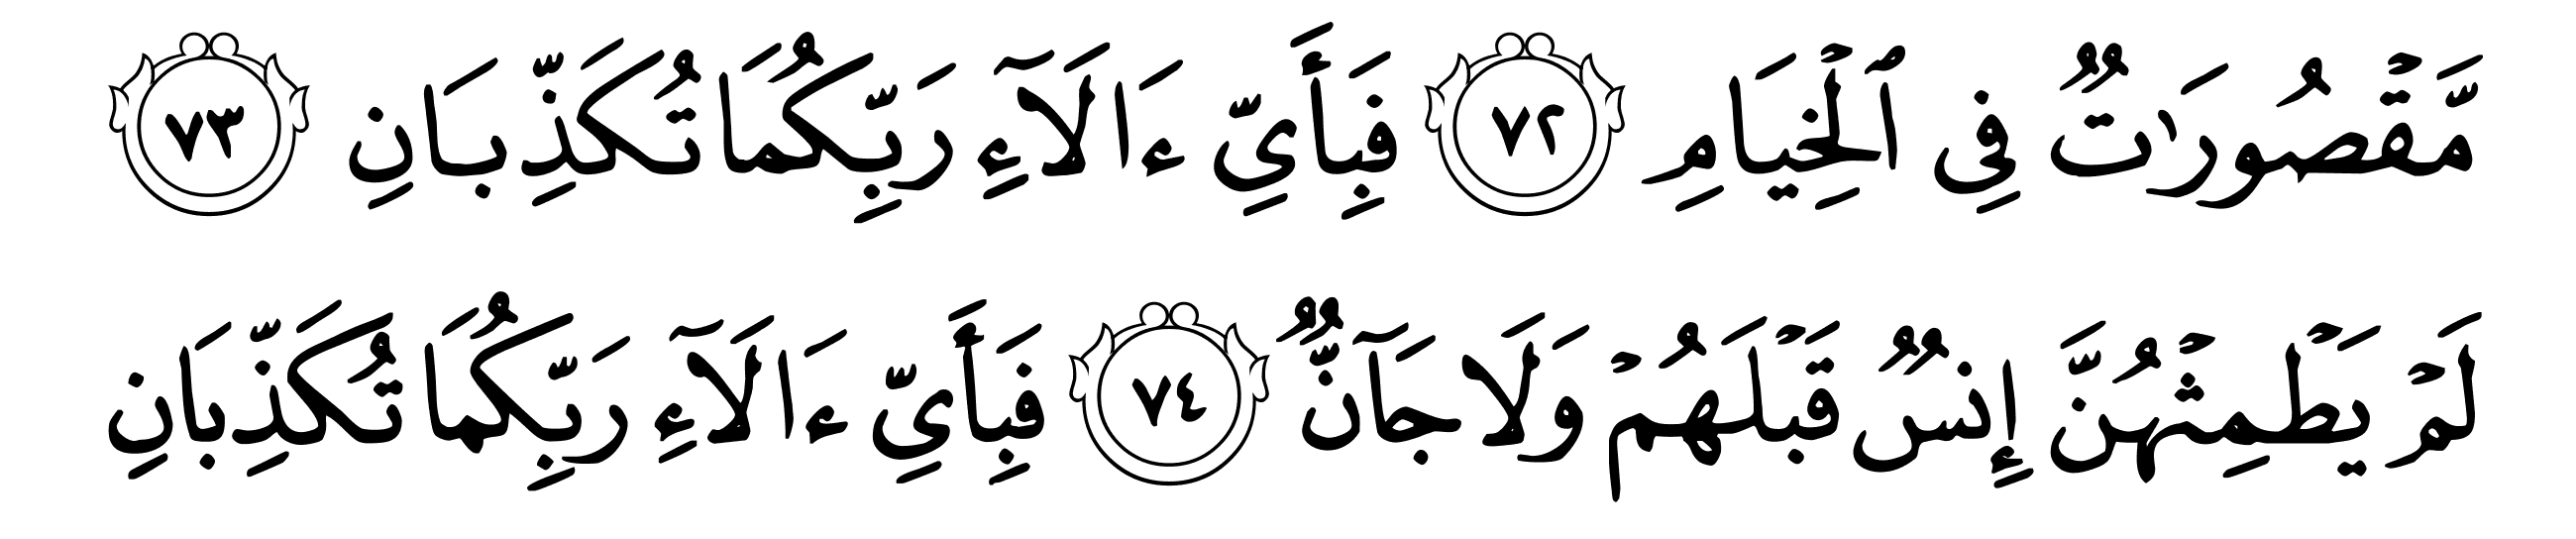 مَّقۡصُورَٰتٞ فِي ٱلۡخِيَامِ ٧٢ فَبِأَيِّ ءَالَآءِ رَبِّكُمَا تُكَذِّبَانِ ٧٣
لَمۡ يَطۡمِثۡهُنَّ إِنسٞ قَبۡلَهُمۡ وَلَا جَآنّٞ ٧٤ فَبِأَيِّ ءَالَآءِ رَبِّكُمَا تُكَذِّبَانِ